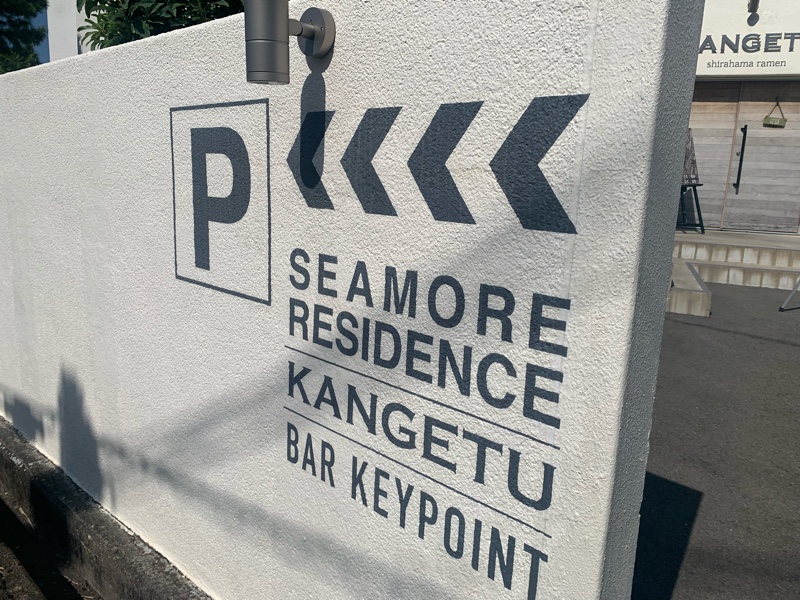 P
SEAMORE
RESIDENCE
KANGETU
BAR KEYPOINT
ANGET
shirahama ramen